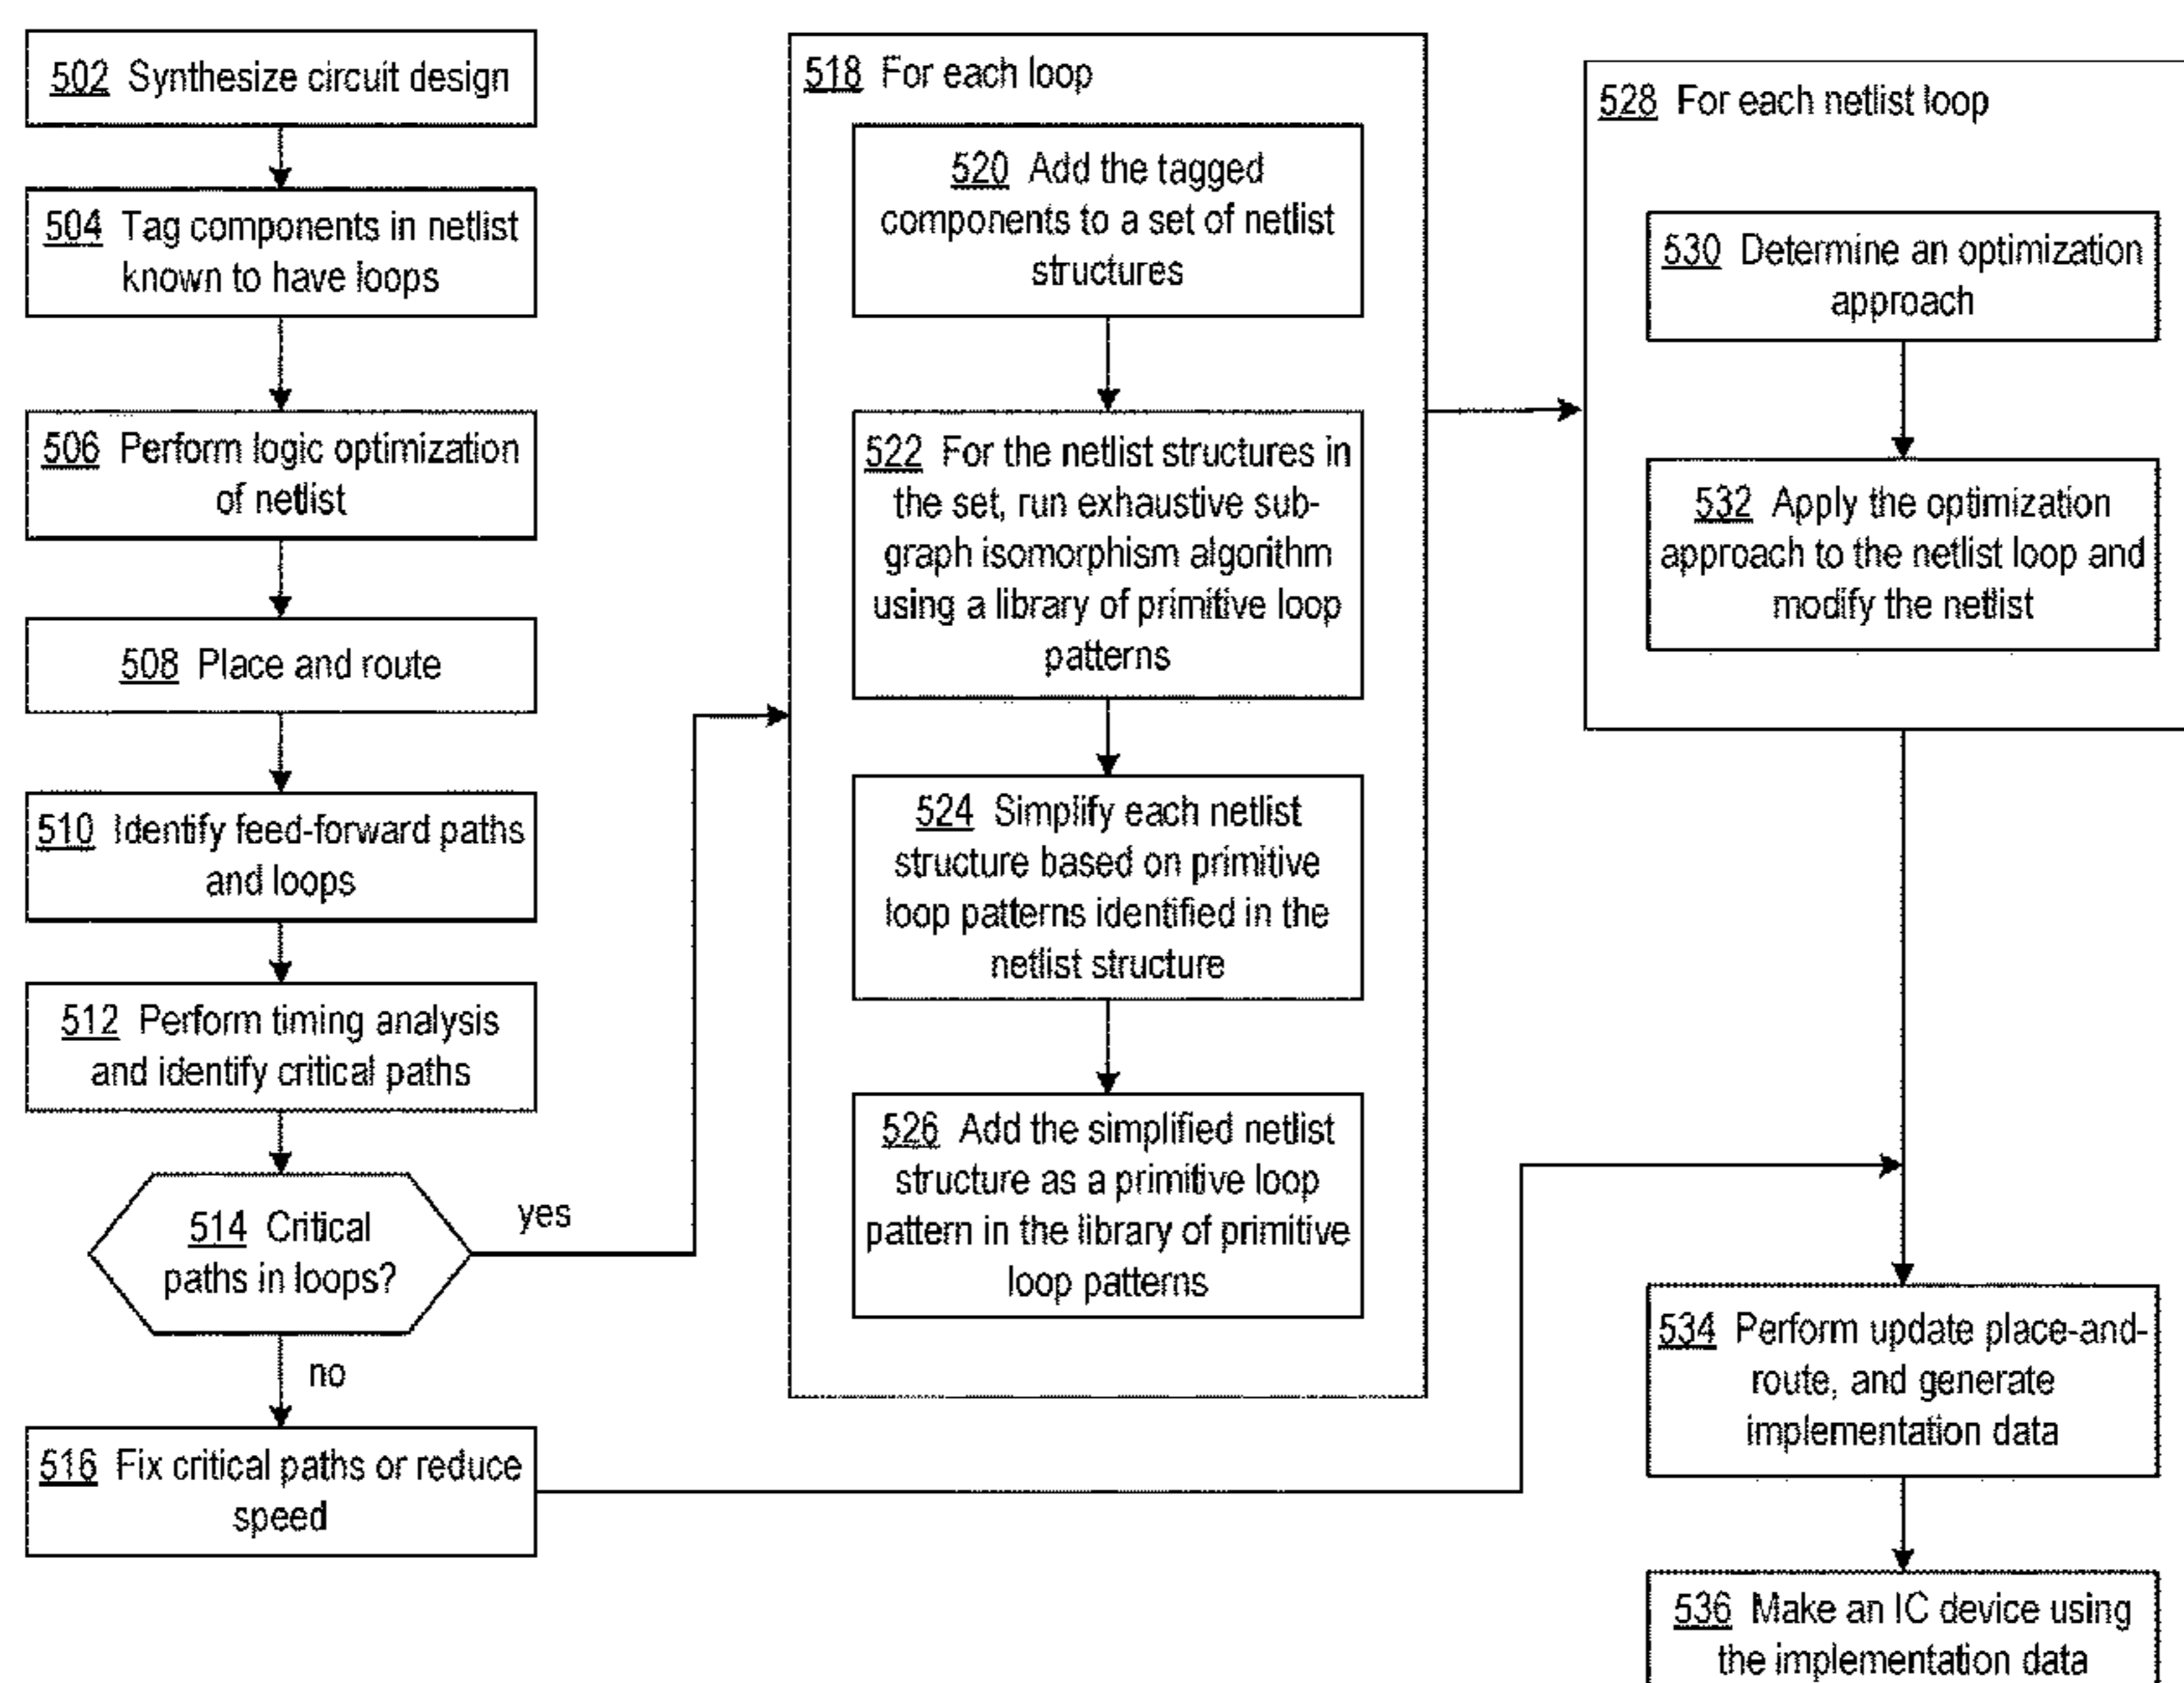 502 Synthesize circuit design
504 Tag components in netlist
known to have loops
506 Perform logic optimization
of netlist
508 Place and route
510 Identify feed-forward paths
and loops
512 Perform timing analysis
and identify critical paths
514 Critical
paths in loops?
yes
no
516 Fix critical paths or reduce
speed
518 For each loop
520 Add the tagged
components to a set of netlist
structures
522 For the netlist structures in
the set, run exhaustive sub-
graph isomorphism algorithm
using a library of primitive loop
patterns
524 Simplify each netlist
structure based on primitive
loop patterns identified in the
netlist structure
526 Add the simplified netlist
structure as a primitive loop
pattern in the library of primitive
loop patterns
528 For each netlist loop
530 Determine an optimization
approach
532 Apply the optimization
approach to the netlist loop and
modify the netlist
534 Perform update place-and-
route, and generate
implementation data
536 Make an IC device using
the implementation data